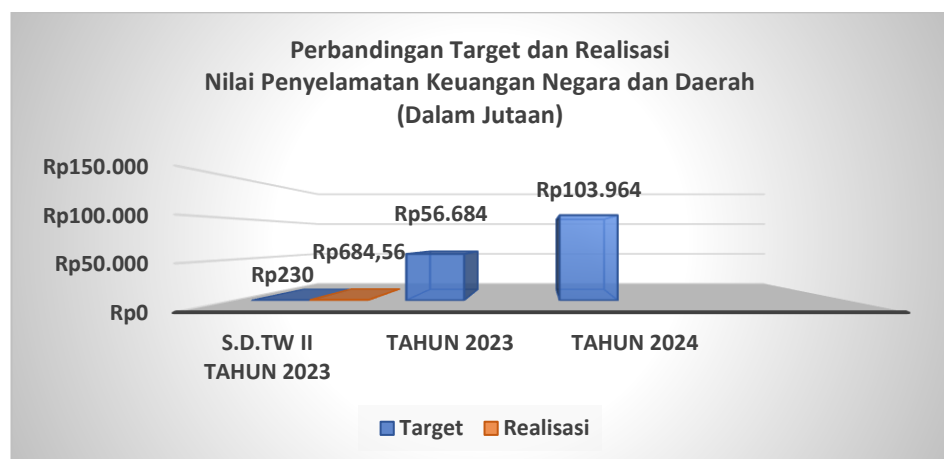 Perbandingan Target dan Realisasi
Nilai Penyelamatan Keuangan Negara dan Daerah
(Dalam Jutaan)
Rp150.000
Rp100.000
Rp50.000
Rp0
Rp230
Rp684,56
Rp56.684
Rp103.964
S.D.TW II
TAHUN 2023
TAHUN 2023
TAHUN 2024
Target
Realisasi